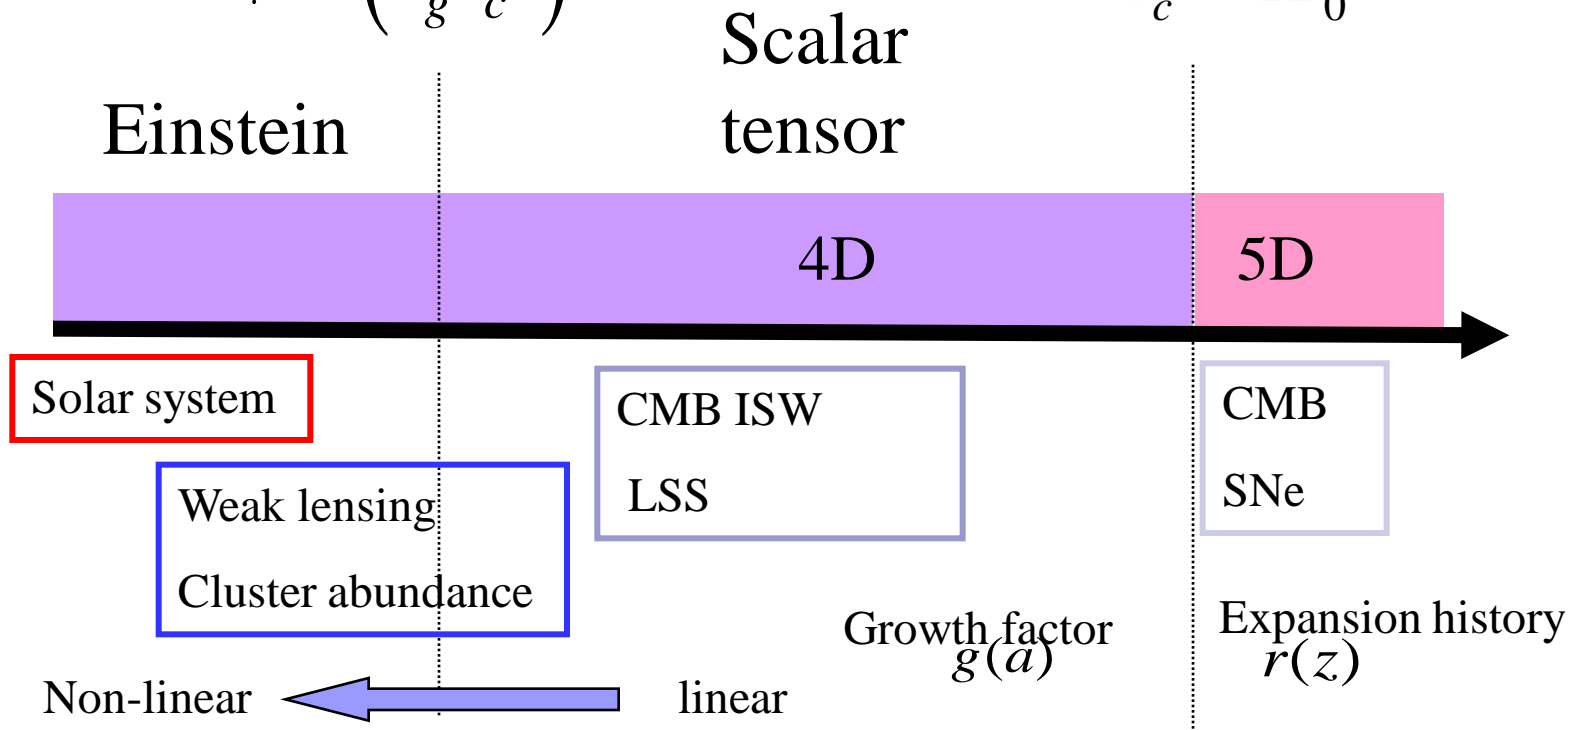 ( g c )
c 0
Scalar
tensor
Einstein
4D
5D
Solar system
CMB ISW
LSS
CMB
SNe
Weak lensing
Cluster abundance
Growth factor
g(a)
Expansion history
r(z)
Non-linear
linear